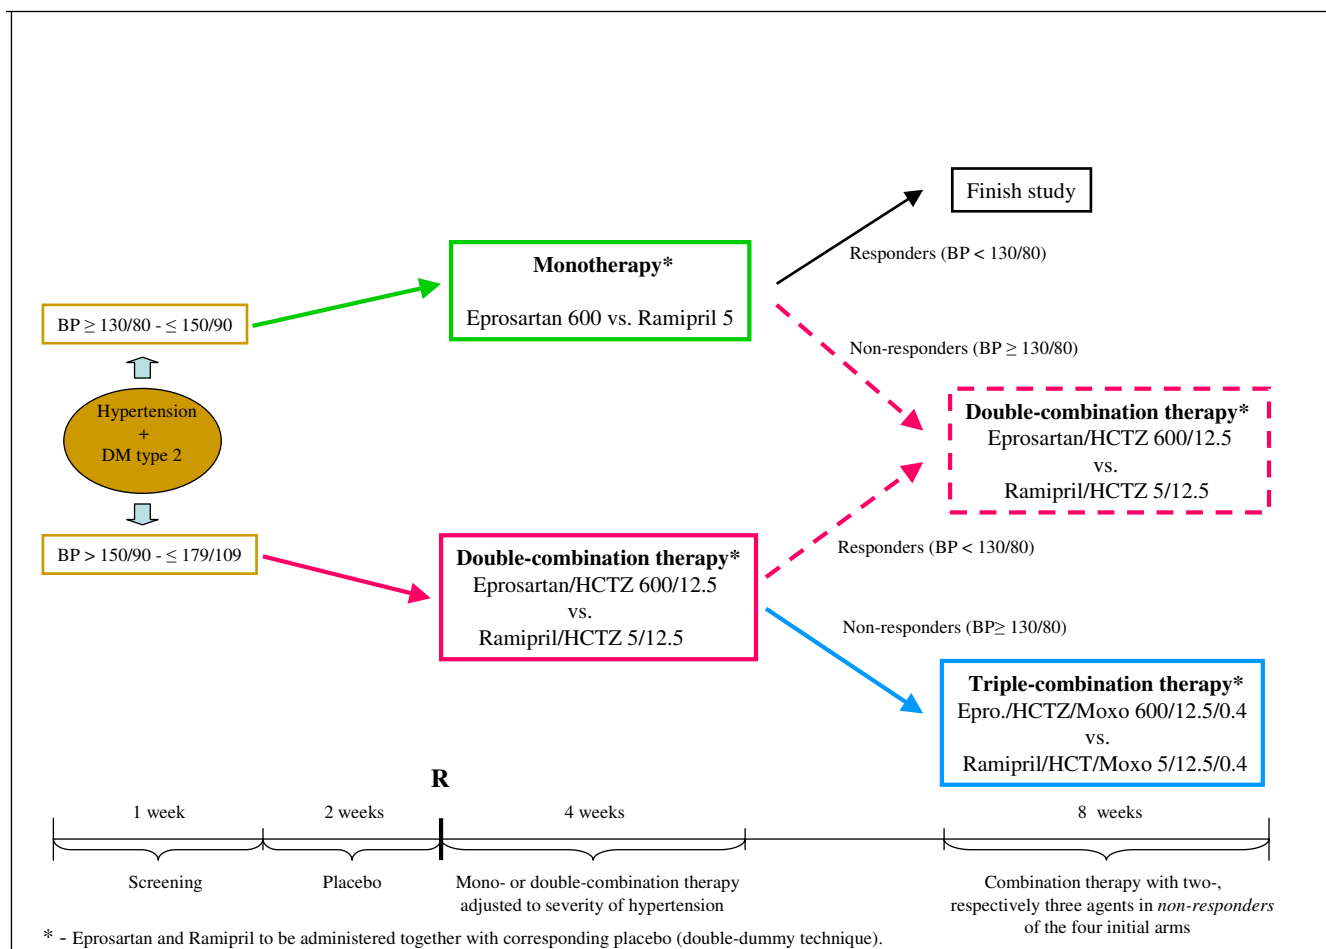 Finish study
Responders (BP < 130/80)
Monotherapy*
Eprosartan 600 vs. Ramipril 5
BP ≥ 130/80 - ≤ 150/90
Non-responders (BP ≥ 130/80)
Hypertension
+
DM type 2
Double-combination therapy*
Eprosartan/HCTZ 600/12.5
vs.
Ramipril/HCTZ 5/12.5
BP > 150/90 - ≤ 179/109
Double-combination therapy*
Eprosartan/HCTZ 600/12.5
vs.
Ramipril/HCTZ 5/12.5
Responders (BP < 130/80)
Non-responders (BP≥ 130/80)
Triple-combination therapy*
Epro./HCTZ/Moxo 600/12.5/0.4
vs.
Ramipril/HCT/Moxo 5/12.5/0.4
R
1 week
2 weeks
4 weeks
8 weeks
Screening
Placebo
Mono- or double-combination therapy
adjusted to severity of hypertension
Combination therapy with two-,
respectively three agents in non-responders
of the four initial arms
* - Eprosartan and Ramipril to be administered together with corresponding placebo (double-dummy technique).